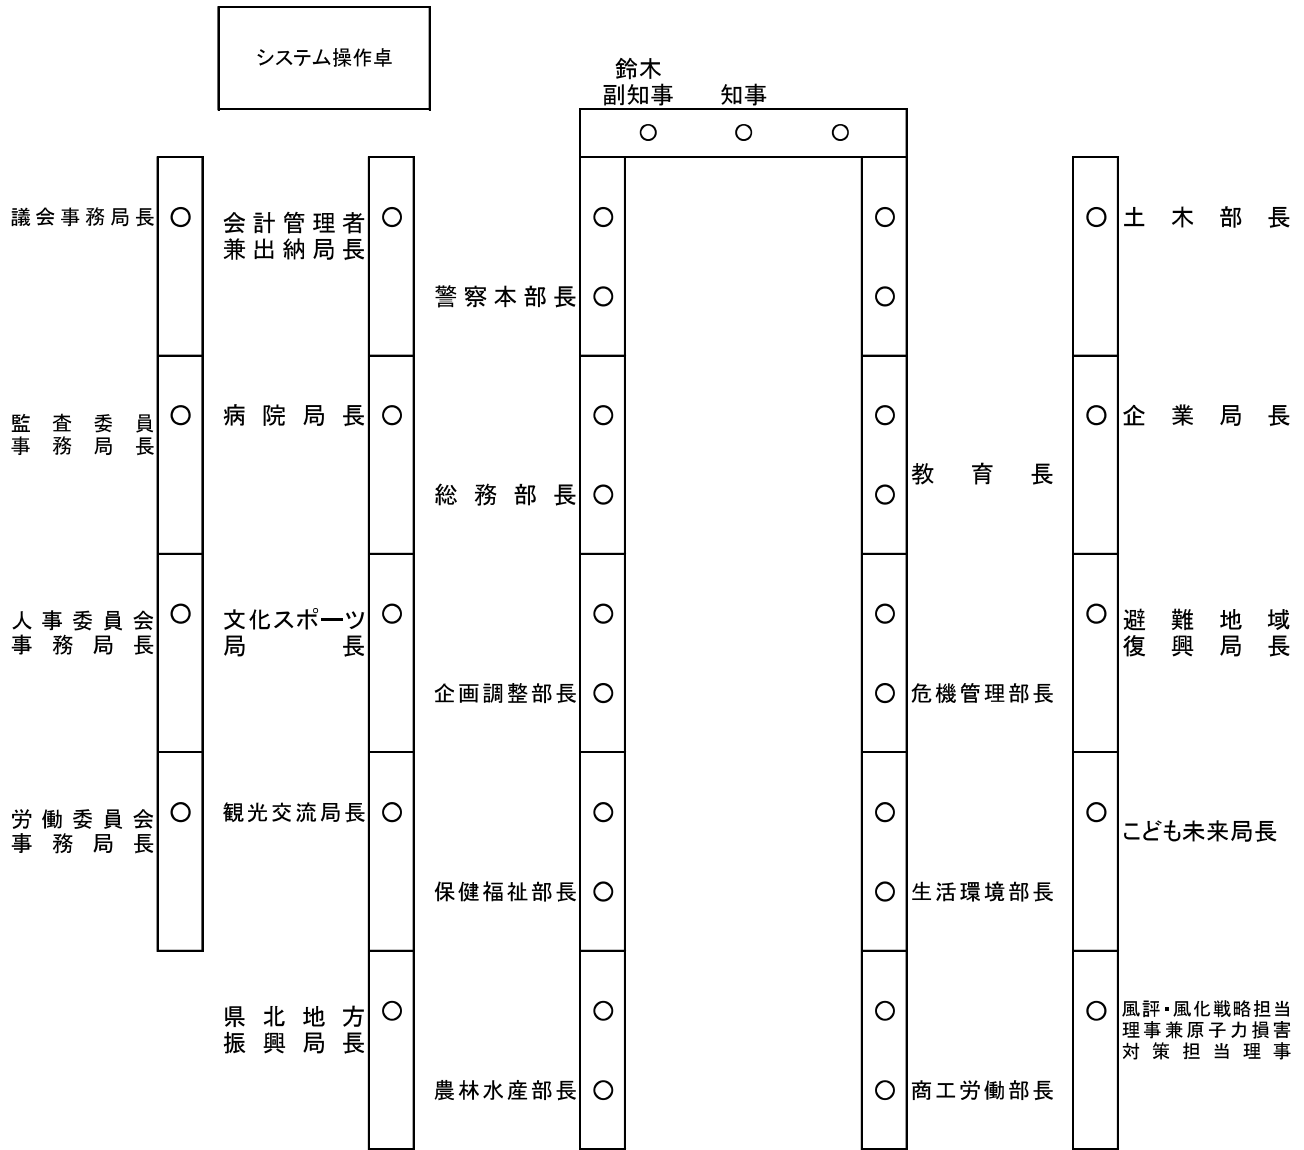 システム操作卓
鈴木
副知事
知事
議会事務局長
監査委員
事務局長
人事委員会
事務局長
労働委員会
事務局長
会計管理者
兼出納局長
病院局長
文化スポーツ
局長
観光交流局長
県北地方
振興局長
警察本部長
総務部長
企画調整部長
保健福祉部長
農林水産部長
教育長
危機管理部長
生活環境部長
商工労働部長
土木部長
企業局長
避難地域
復興局長
こども未来局長
風評・風化戦略担当
理事兼原子力損害
対策担当理事